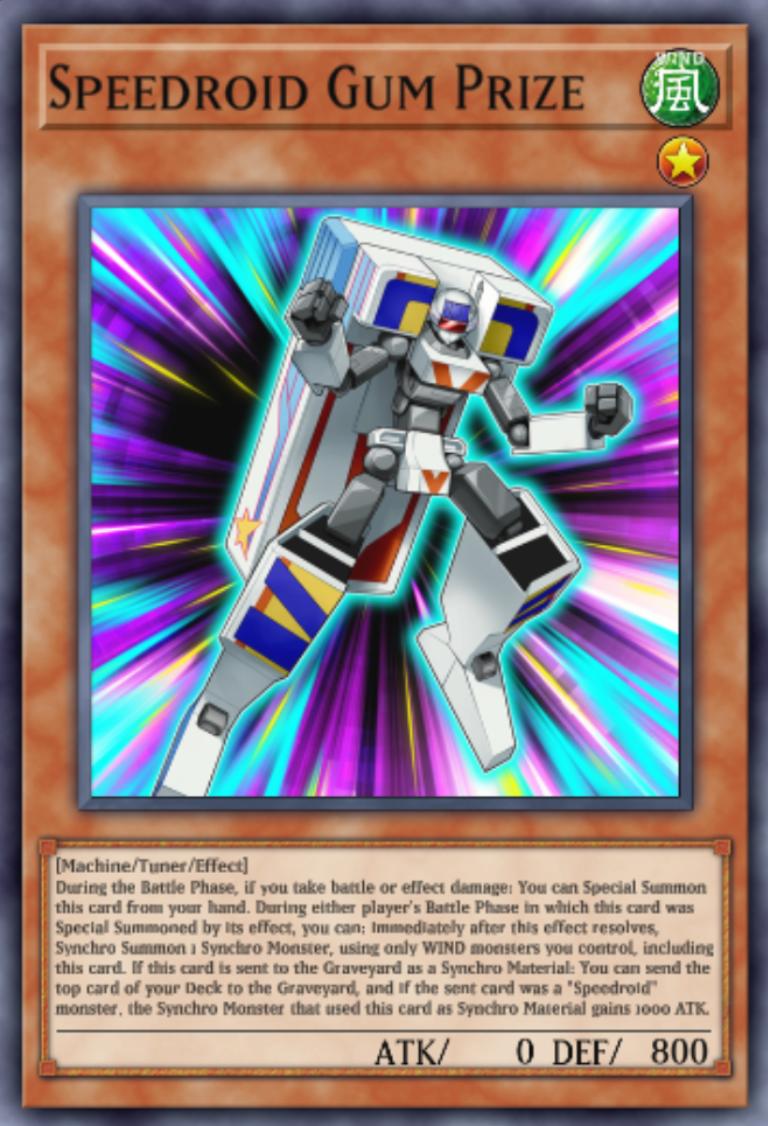 Speedroid Gum Prize
WIND
風
[Machine/Tuner/Effect]
During the Battle Phase, if you take battle or effect damage: You can Special Summon
this card from your hand. During either player's Battle Phase in which this card was
Special Summoned by its effect, you can: Immediately after this effect resolves,
Synchro Summon 1 Synchro Monster, using only WIND monsters you control, including
this card. If this card is sent to the Graveyard as a Synchro Material: You can send the
top card of your Deck to the Graveyard, and if the sent card was a "Speedroid"
monster, the Synchro Monster that used this card as Synchro Material gains 1000 ATK.
ATK/ 0 DEF/ 800